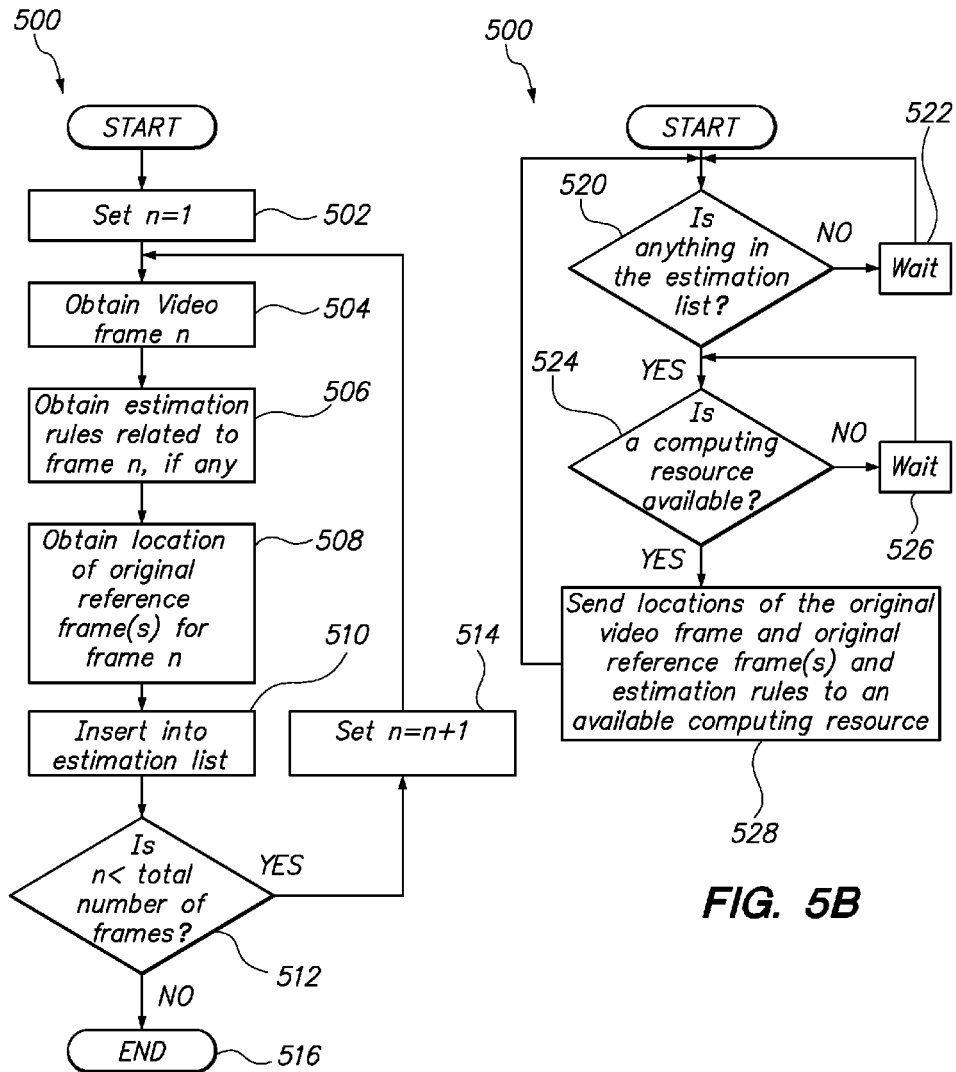 500
START
Set n=1
502
Obtain Video
frame n
504
Obtain estimation
rules related to
frame n, if any
506
Obtain location
of original
reference
frame(s) for
frame n
508
510
Insert into
estimation list
514
Set n=n+1
Is
n< total
number of
frames?
YES
512
NO
END
516
500
START
522
520
Is
anything in
the estimation
list?
NO
Wait
YES
524
Is
a computing
resource
available?
NO
Wait
526
YES
Send locations of the original
video frame and original
reference frame(s) and
estimation rules to an
available computing resource
528
FIG. 5B